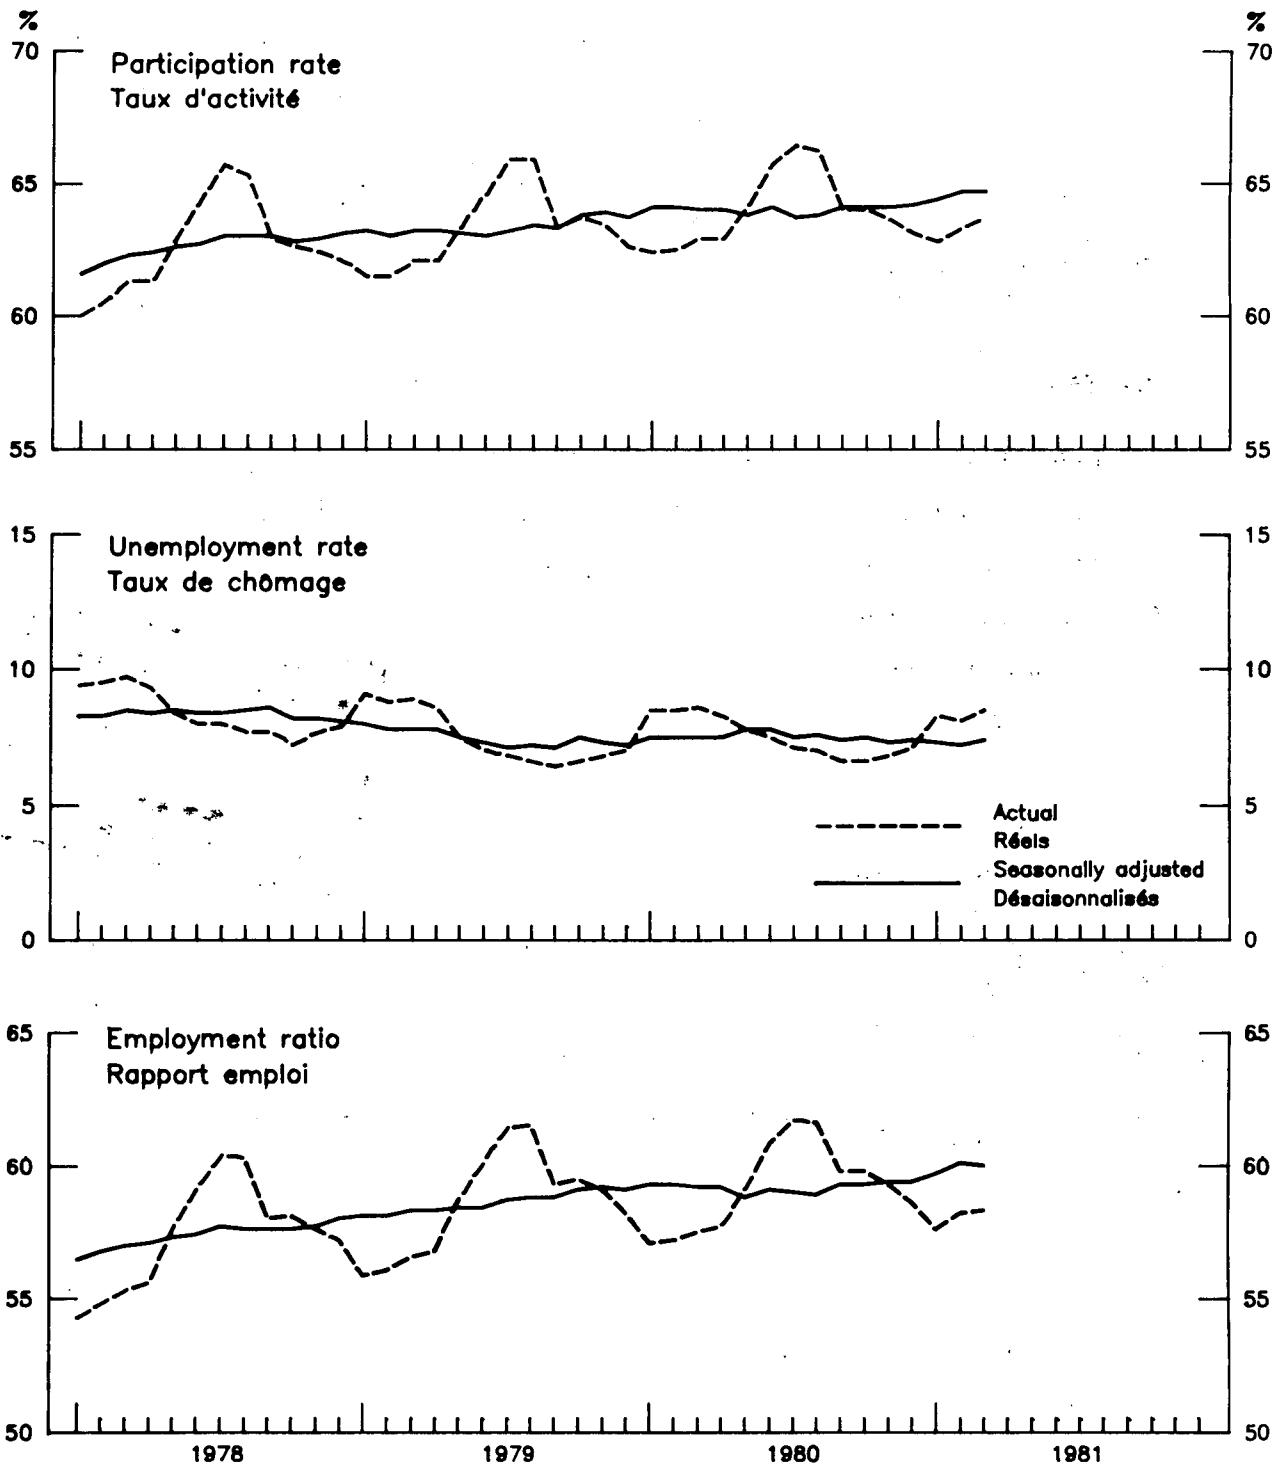 % %
70 70
Participation rate
Taux d'activité
65 65
60 60
55 55
15 15
Unemployment rate
Taux de chômage
10 10
5 5
Actual
Réels
Seasonally adjusted
Désaisonnalisés
0 0
65 65
Employment ratio
Rapport emploi
60 60
55 55
50 50
1978 1979 1980 1981